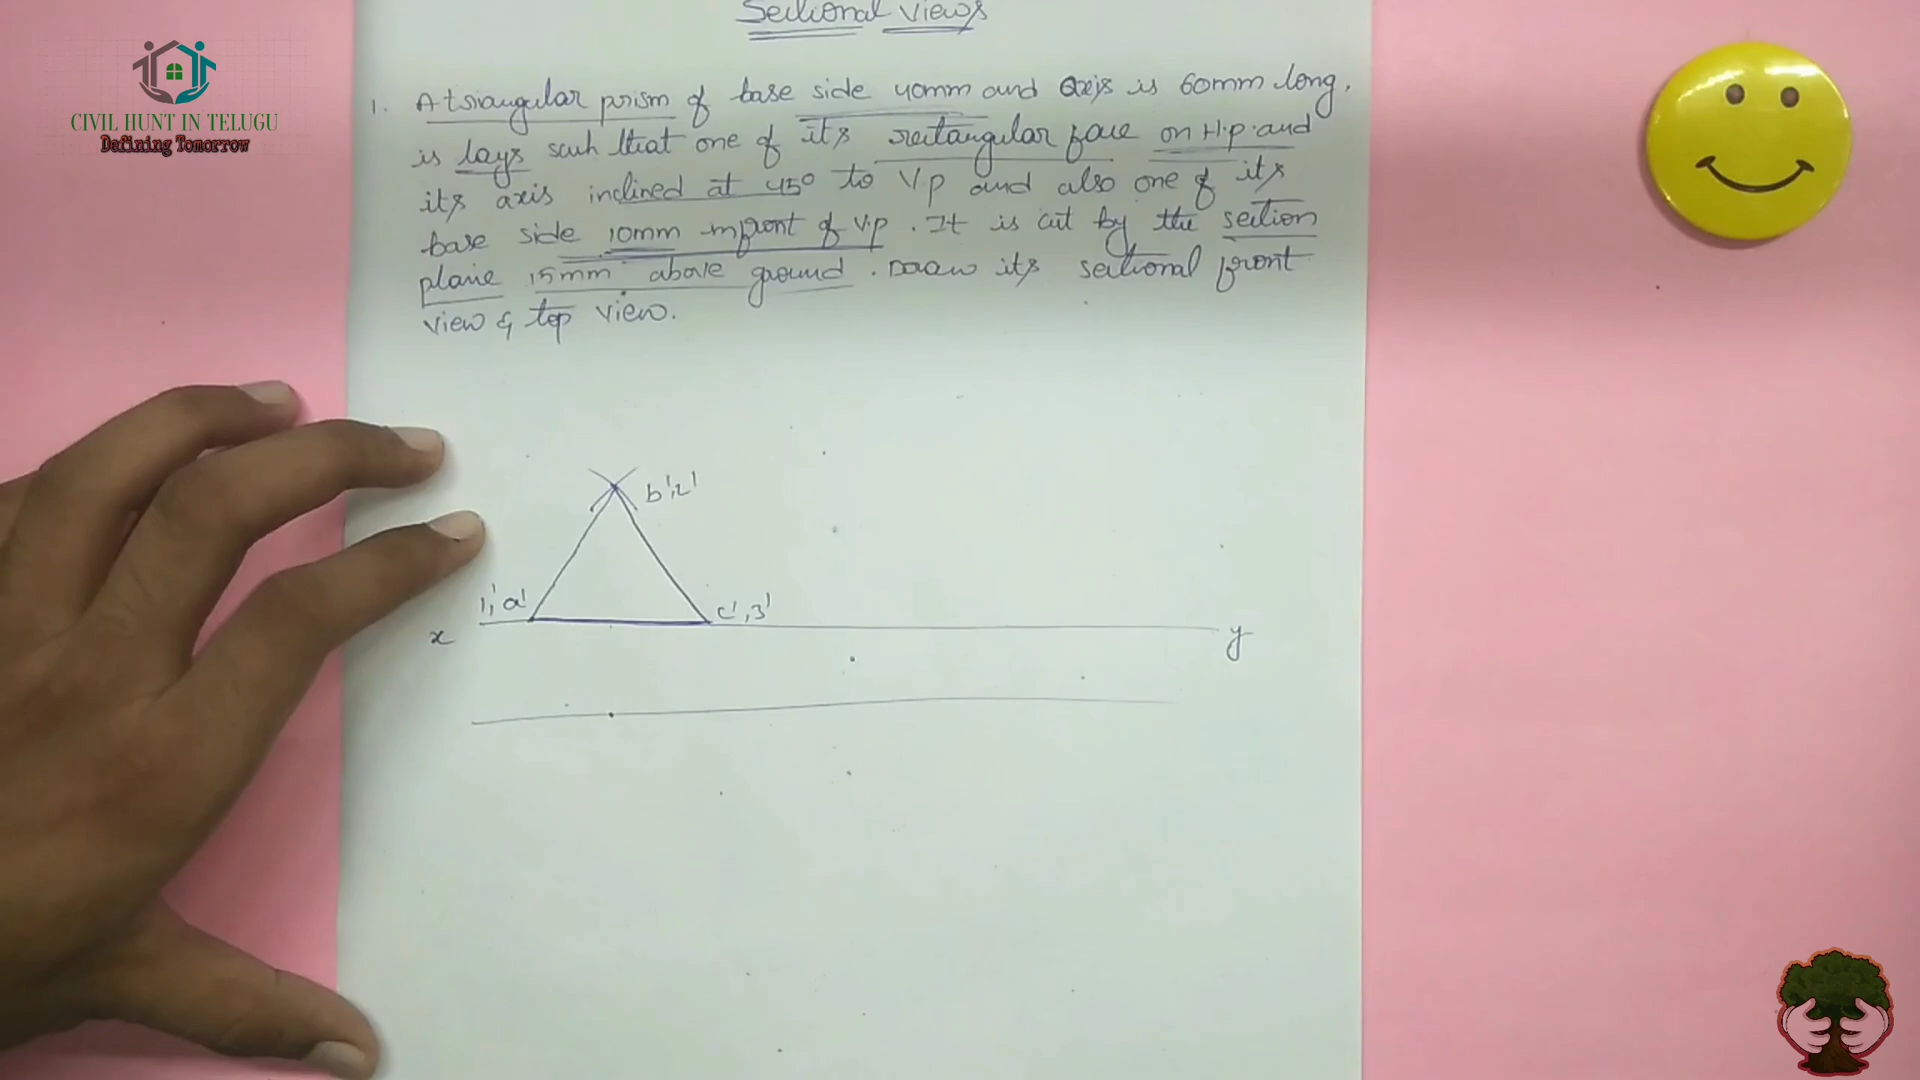 Sectional Views
CIVIL HUNT IN TELUGU
Defining Tomorrow
1. A triangular prism of base side 40mm and axis is 60mm long,
is lays such that one of its rectangular face on H.p. and
its axis inclined at 45° to Vp and also one of its
base side 10mm infront of V.p. It is cut by the section
plane 15mm above ground. Draw its sectional front
view & top view.
b',2'
1',a'
c',3'
x
y